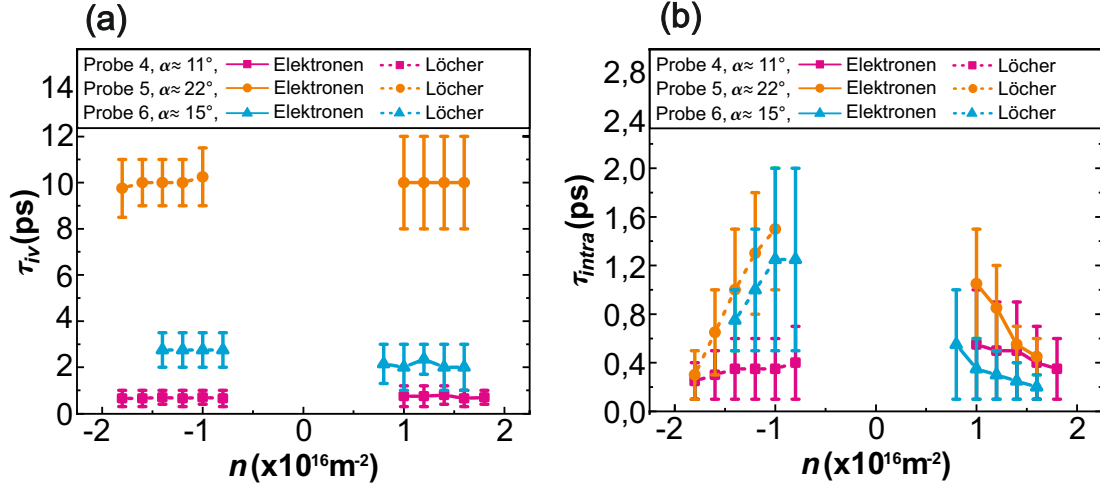 (a)
Probe 4, α≈ 11°, Elektronen Löcher
Probe 5, α≈ 22°, Elektronen Löcher
Probe 6, α≈ 15°, Elektronen Löcher
14
12
10
8
6
4
2
0
τiv (ps)
-2 -1 0 1 2
n (x10¹⁶m⁻²)
(b)
Probe 4, α≈ 11°, Elektronen Löcher
Probe 5, α≈ 22°, Elektronen Löcher
Probe 6, α≈ 15°, Elektronen Löcher
2,8
2,4
2,0
1,6
1,2
0,8
0,4
0,0
τintra (ps)
-2 -1 0 1 2
n (x10¹⁶m⁻²)